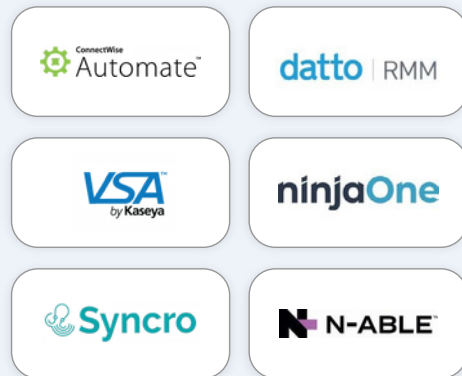 ConnectWise
Automate™
datto | RMM
VSA™
by Kaseya
ninjaOne
Syncro
N-ABLE™